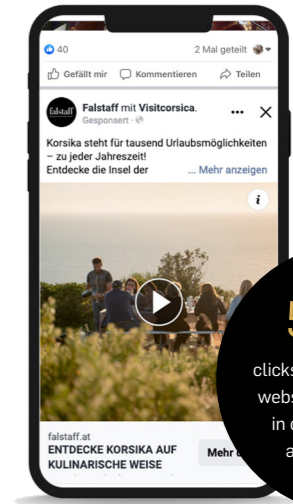 40
2 Mal geteilt
Gefällt mir Kommentieren Teilen
falstaff
Falstaff mit Visitcorsica.
Gesponsert ·
Korsika steht für tausend Urlaubsmöglichkeiten
– zu jeder Jahreszeit!
Entdecke die Insel der ... Mehr anzeigen
i
falstaff.at
ENTDECKE KORSIKA AUF
KULINARISCHE WEISE
Mehr
clicks
in